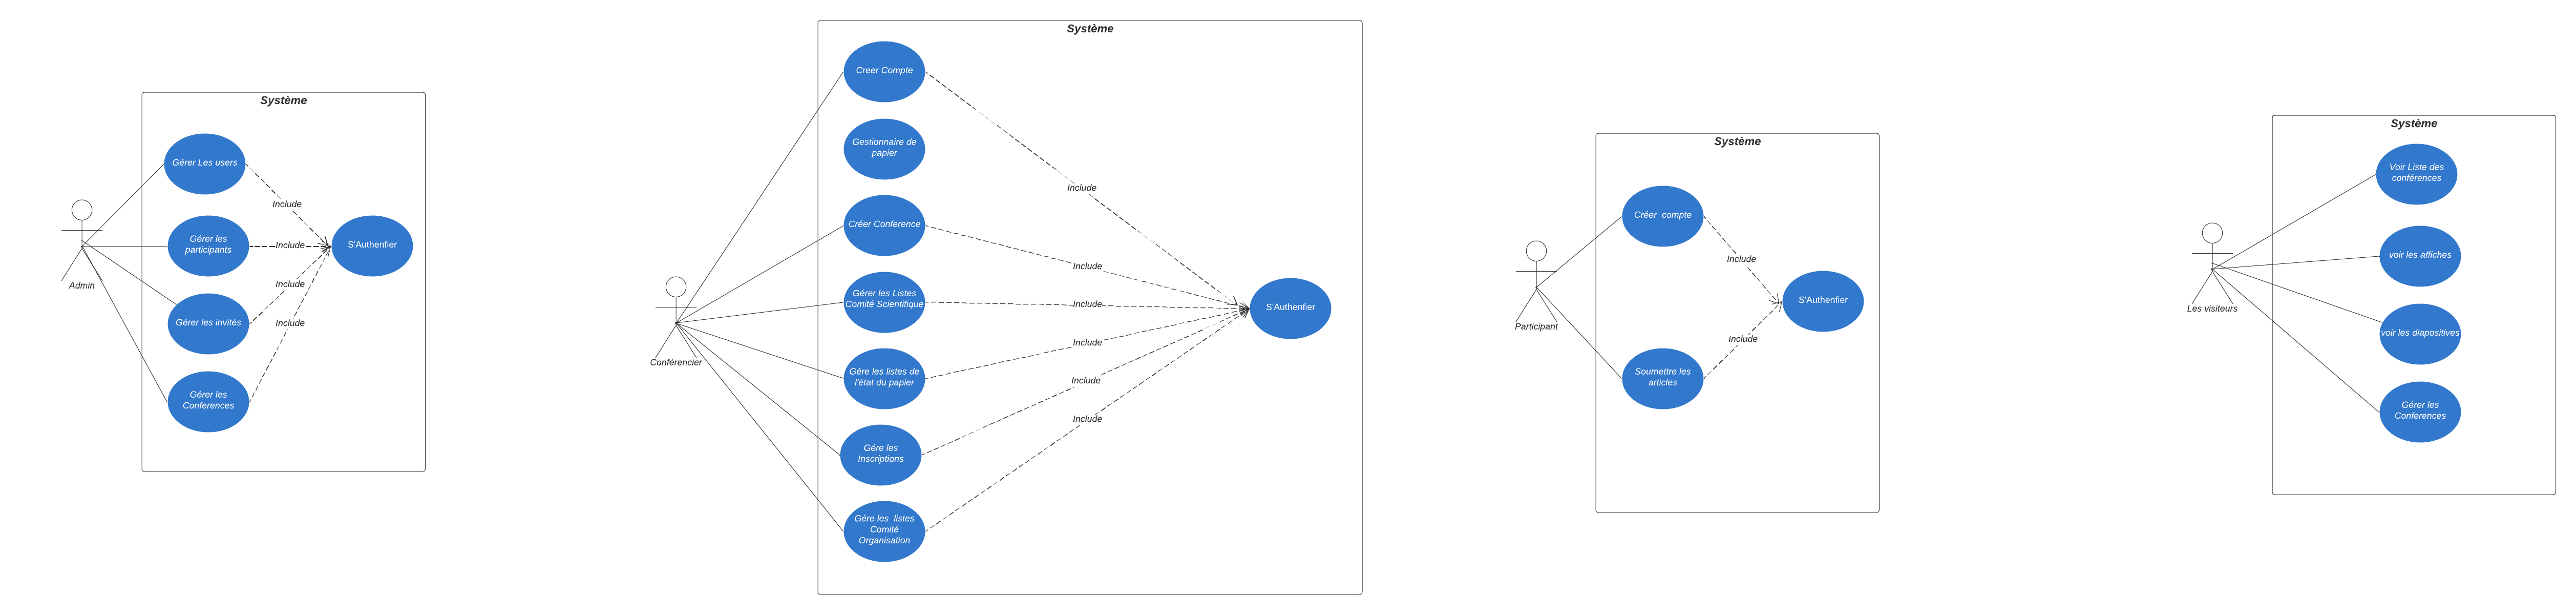 Système
Gérer Les users
Include
Gérer les
participants
Include
S'Authenfier
Admin
Include
Gérer les invités
Include
Gérer les
Conferences
Système
Creer Compte
Gestionnaire de
papier
Include
Créer Conference
Include
Gérer les Listes
Comité Scientifique
Include
S'Authenfier
Include
Conférencier
Gére les listes de
l'état du papier
Include
Include
Gére les
Inscriptions
Gére les listes
Comité
Organisation
Système
Créer compte
Include
S'Authenfier
Participant
Include
Soumettre les
articles
Système
Voir Liste des
conférences
voir les affiches
Les visiteurs
voir les diapositives
Gérer les
Conferences